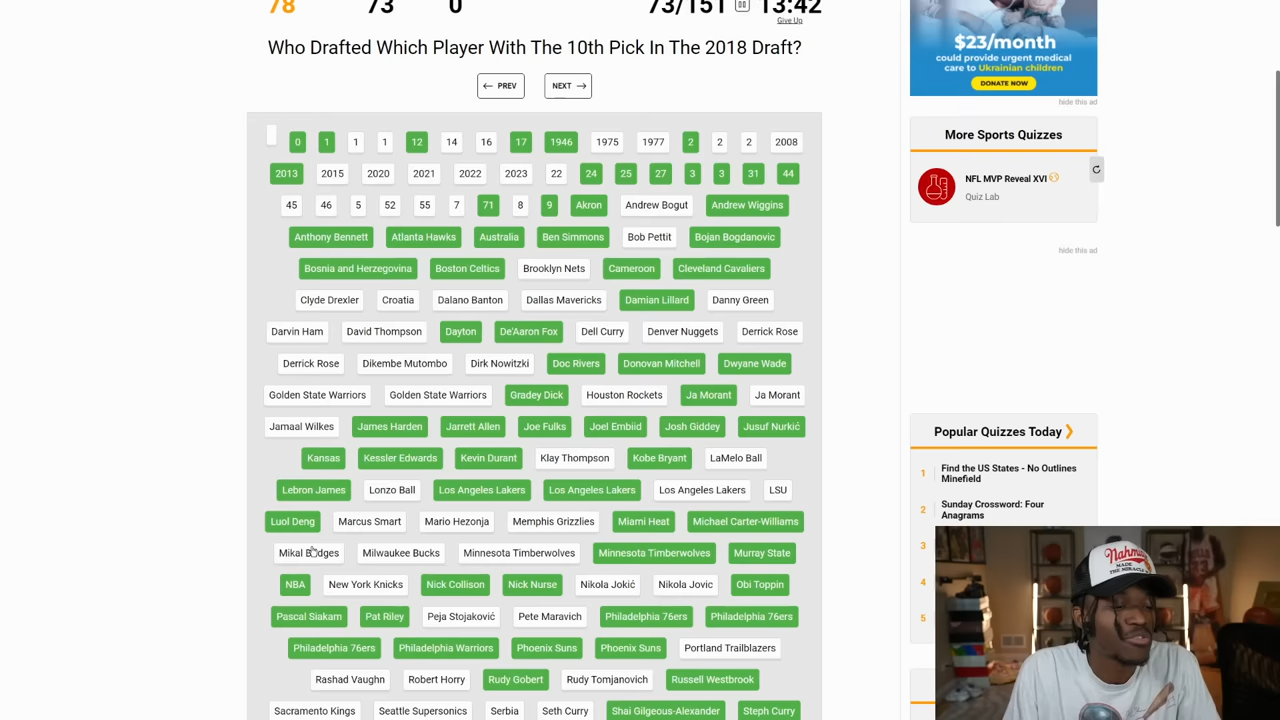 78 73 0 73/151 13:42
Give Up
Who Drafted Which Player With The 10th Pick In The 2018 Draft?
← PREV NEXT →
0 1 1 1 12 14 16 17 1946 1975 1977 2 2 2 2008
2013 2015 2020 2021 2022 2023 22 24 25 27 3 3 31 44
45 46 5 52 55 7 71 8 9 Akron Andrew Bogut Andrew Wiggins
Anthony Bennett Atlanta Hawks Australia Ben Simmons Bob Pettit Bojan Bogdanovic
Bosnia and Herzegovina Boston Celtics Brooklyn Nets Cameroon Cleveland Cavaliers
Clyde Drexler Croatia Dalano Banton Dallas Mavericks Damian Lillard Danny Green
Darvin Ham David Thompson Dayton De'Aaron Fox Dell Curry Denver Nuggets Derrick Rose
Derrick Rose Dikembe Mutombo Dirk Nowitzki Doc Rivers Donovan Mitchell Dwyane Wade
Golden State Warriors Golden State Warriors Gradey Dick Houston Rockets Ja Morant Ja Morant
Jamaal Wilkes James Harden Jarrett Allen Joe Fulks Joel Embiid Josh Giddey Jusuf Nurkić
Kansas Kessler Edwards Kevin Durant Klay Thompson Kobe Bryant LaMelo Ball
Lebron James Lonzo Ball Los Angeles Lakers Los Angeles Lakers Los Angeles Lakers LSU
Luol Deng Marcus Smart Mario Hezonja Memphis Grizzlies Miami Heat Michael Carter-Williams
Mikal Bridges Milwaukee Bucks Minnesota Timberwolves Minnesota Timberwolves Murray State
NBA New York Knicks Nick Collison Nick Nurse Nikola Jokić Nikola Jovic Obi Toppin
Pascal Siakam Pat Riley Peja Stojaković Pete Maravich Philadelphia 76ers Philadelphia 76ers
Philadelphia 76ers Philadelphia Warriors Phoenix Suns Phoenix Suns Portland Trailblazers
Rashad Vaughn Robert Horry Rudy Gobert Rudy Tomjanovich Russell Westbrook
Sacramento Kings Seattle Supersonics Serbia Seth Curry Shai Gilgeous-Alexander Steph Curry
$23/month
could provide urgent medical
care to Ukrainian children
DONATE NOW
hide this ad
More Sports Quizzes
NFL MVP Reveal XVI
Quiz Lab
hide this ad
Popular Quizzes Today ❯
1 Find the US States - No Outlines
Minefield
2 Sunday Crossword: Four
Anagrams
3
4
5
Nahmias
MADE
THE MIRACLE